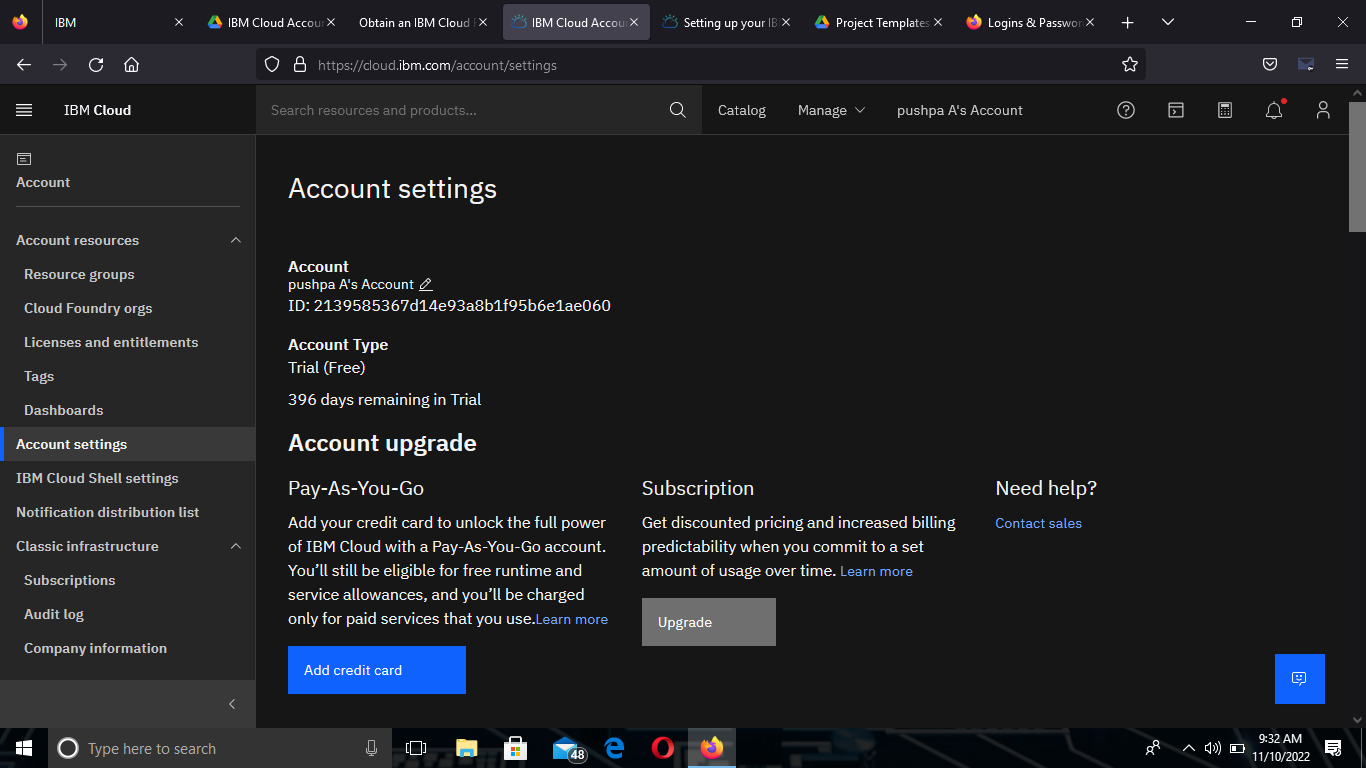 IBM
IBM Cloud Accou
Obtain an IBM Cloud
IBM Cloud Accou
Setting up your IB
Project Templates
Logins & Passwor
https://cloud.ibm.com/account/settings
IBM Cloud
Search resources and products...
Catalog
Manage
pushpa A's Account
Account
Account resources
Resource groups
Cloud Foundry orgs
Licenses and entitlements
Tags
Dashboards
Account settings
IBM Cloud Shell settings
Notification distribution list
Classic infrastructure
Subscriptions
Audit log
Company information
Account settings
Account
pushpa A's Account
ID: 2139585367d14e93a8b1f95b6e1ae060
Account Type
Trial (Free)
396 days remaining in Trial
Account upgrade
Pay-As-You-Go
Add your credit card to unlock the full power
of IBM Cloud with a Pay-As-You-Go account.
You’ll still be eligible for free runtime and
service allowances, and you’ll be charged
only for paid services that you use.Learn more
Add credit card
Subscription
Get discounted pricing and increased billing
predictability when you commit to a set
amount of usage over time. Learn more
Upgrade
Need help?
Contact sales
Type here to search
48
9:32 AM
11/10/2022